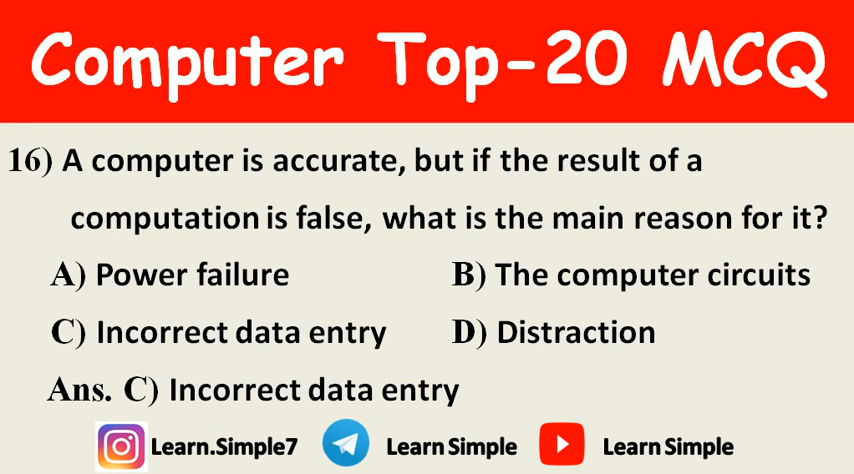 Computer Top-20 MCQ
16) A computer is accurate, but if the result of a
computation is false, what is the main reason for it?
A) Power failure B) The computer circuits
C) Incorrect data entry D) Distraction
Ans. C) Incorrect data entry
Learn.Simple7 Learn Simple Learn Simple